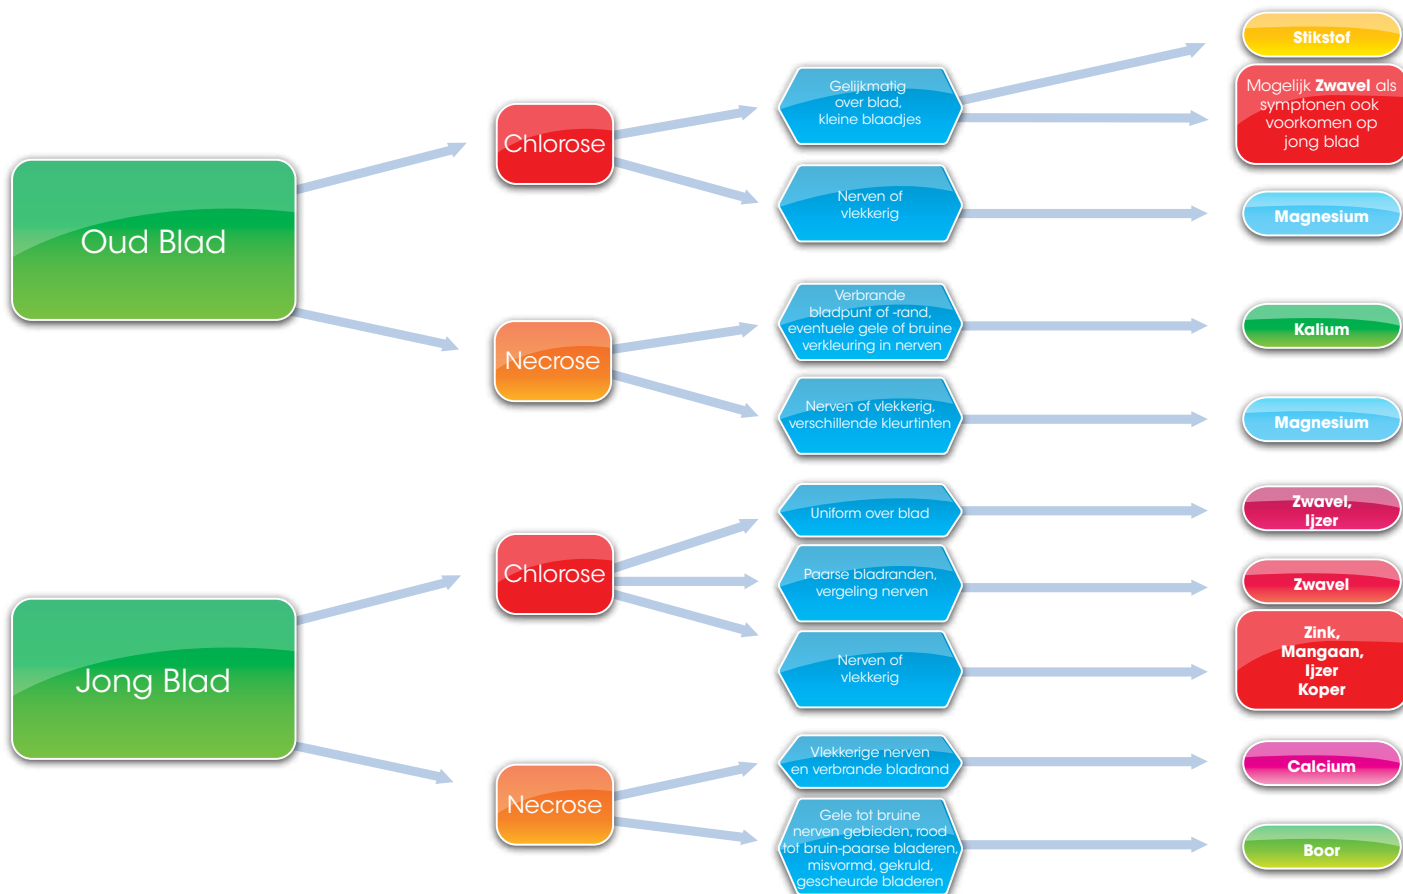 Oud Blad
Chlorose
Gelijkmatig
over blad,
kleine blaadjes
Stikstof
Mogelijk Zwavel als
symptonen ook
voorkomen op
jong blad
Nerven of
vlekkerig
Magnesium
Necrose
Verbrande
bladpunt of -rand,
eventuele gele of bruine
verkleuring in nerven
Kalium
Nerven of vlekkerig,
verschillende kleurtinten
Magnesium
Jong Blad
Chlorose
Uniform over blad
Zwavel,
Ijzer
Paarse bladranden,
vergeling nerven
Zwavel
Nerven of
vlekkerig
Zink,
Mangaan,
Ijzer
Koper
Necrose
Vlekkerige nerven
en verbrande bladrand
Calcium
Gele tot bruine
nerven gebieden, rood
tot bruin-paarse bladeren,
misvormd, gekruld,
gescheurde bladeren
Boor